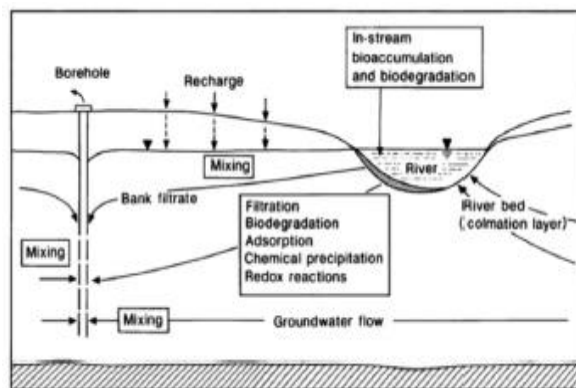 Borehole
Recharge
In-stream
bioaccumulation
and biodegradation
Mixing
River
Bank filtrate
River bed
(colmation layer)
Filtration
Biodegradation
Adsorption
Chemical precipitation
Redox reactions
Mixing
Mixing
Groundwater flow